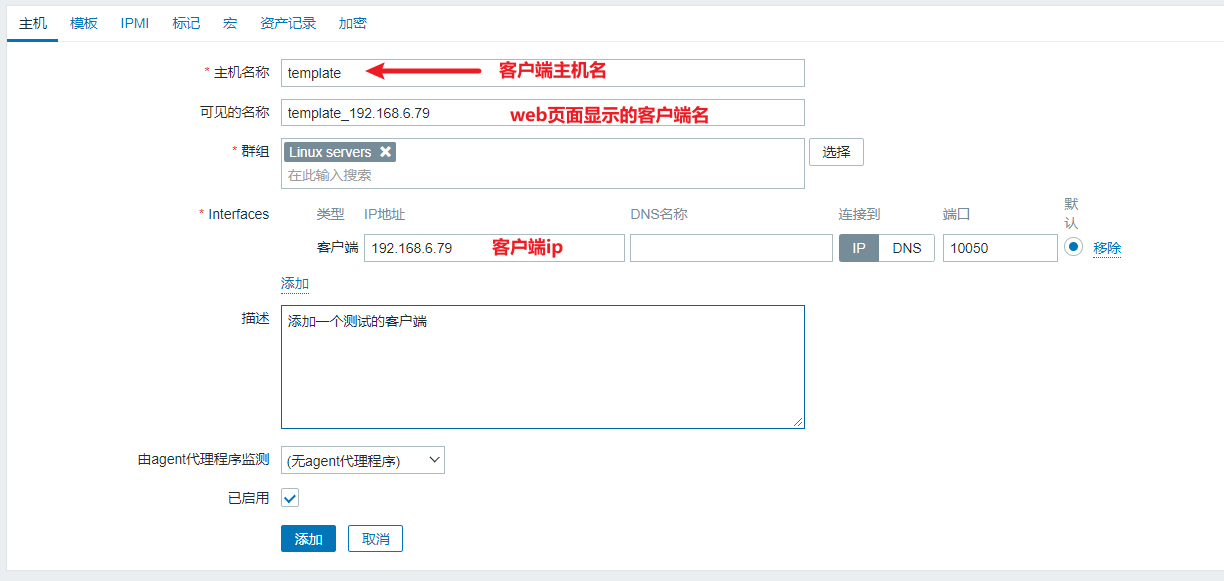 主机 模板 IPMI 标记 宏 资产记录 加密
* 主机名称 template 客户端主机名
可见的名称 template_192.168.6.79 web页面显示的客户端名
* 群组 Linux servers 选择
在此输入搜索
* Interfaces 类型 IP地址 DNS名称 连接到 端口 默认
客户端 192.168.6.79 客户端ip IP DNS 10050 移除
添加
描述 添加一个测试的客户端
由agent代理程序监测 (无agent代理程序)
已启用
添加 取消